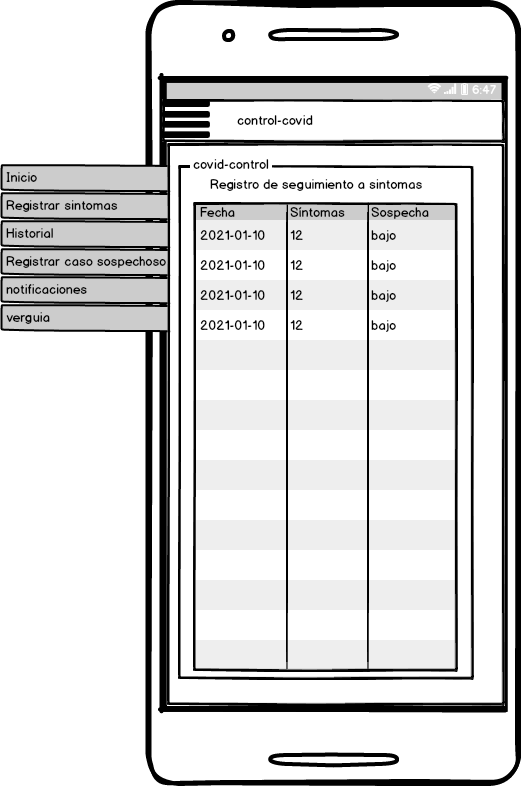 6:47
control-covid
Inicio
Registrar sintomas
Historial
Registrar caso sospechoso
notificaciones
verguia
covid-control
Registro de seguimiento a sintomas
Fecha Síntomas Sospecha
2021-01-10 12 bajo
2021-01-10 12 bajo
2021-01-10 12 bajo
2021-01-10 12 bajo